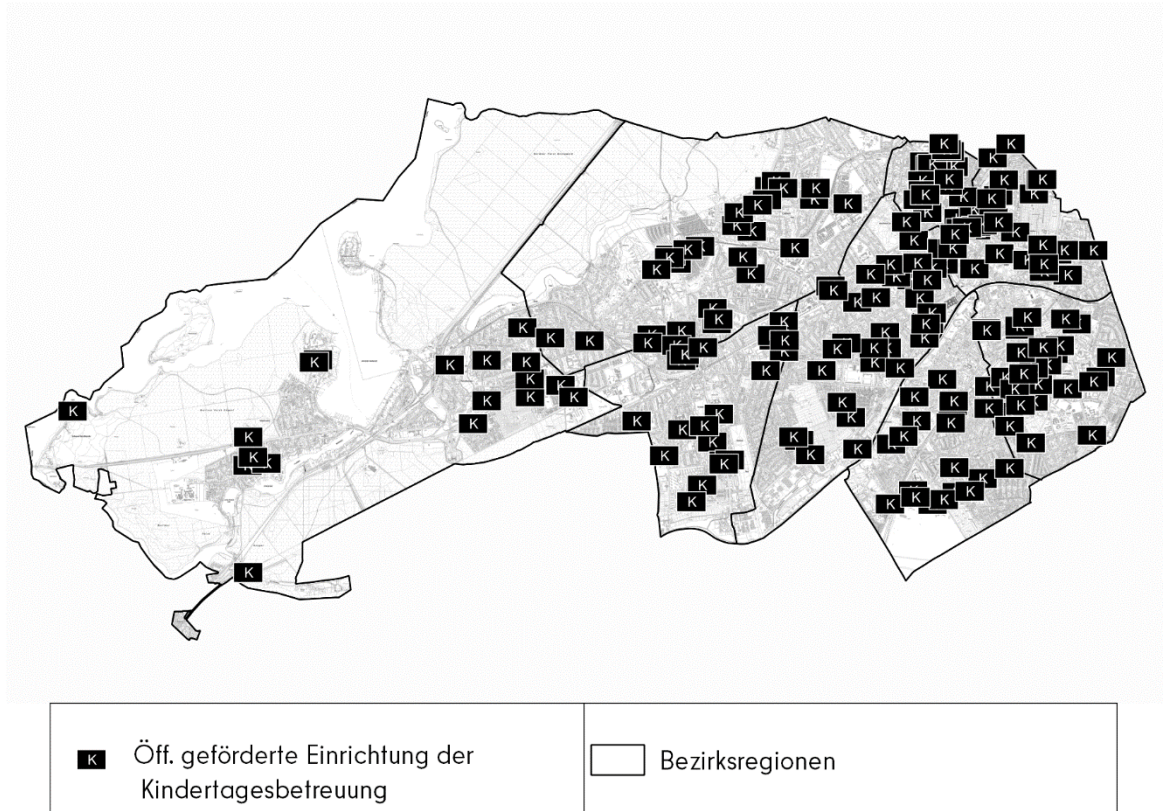 K Öff. geförderte Einrichtung der
Kindertagesbetreuung
Bezirksregionen